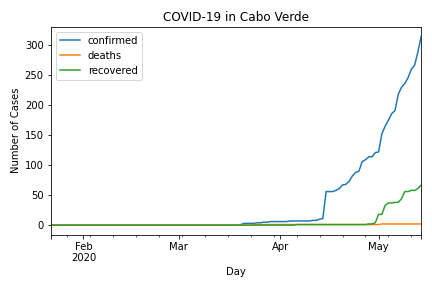 COVID-19 in Cabo Verde
confirmed
deaths
recovered
Number of Cases
300
250
200
150
100
50
0
Feb
2020
Mar
Apr
May
Day